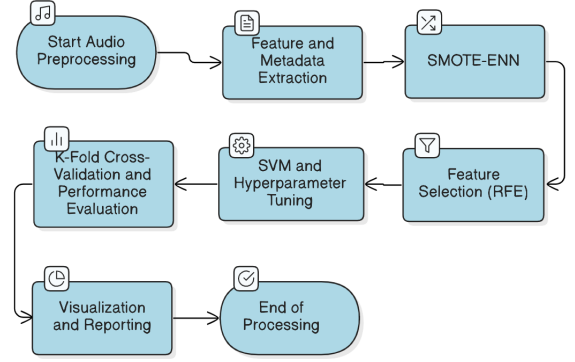 Start Audio
Preprocessing
Feature and
Metadata
Extraction
SMOTE-ENN
Feature
Selection (RFE)
SVM and
Hyperparameter
Tuning
K-Fold Cross-
Validation and
Performance
Evaluation
Visualization
and Reporting
End of
Processing